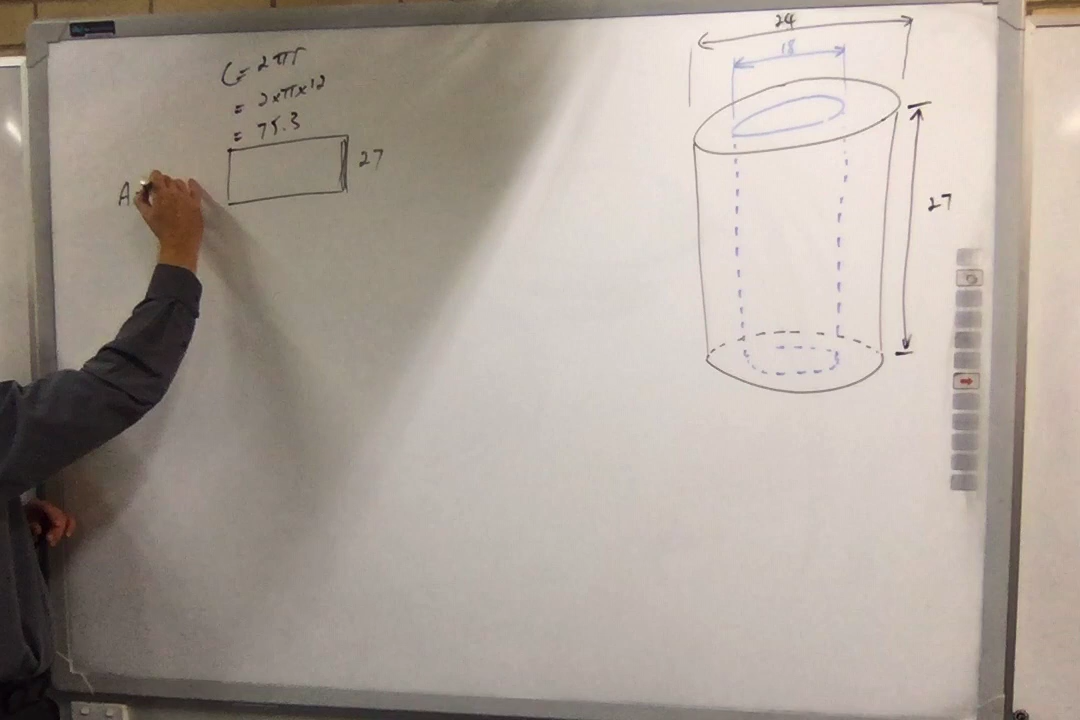 C = 2πr
= 2×π×12
= 75.3
27
A
24
18
27